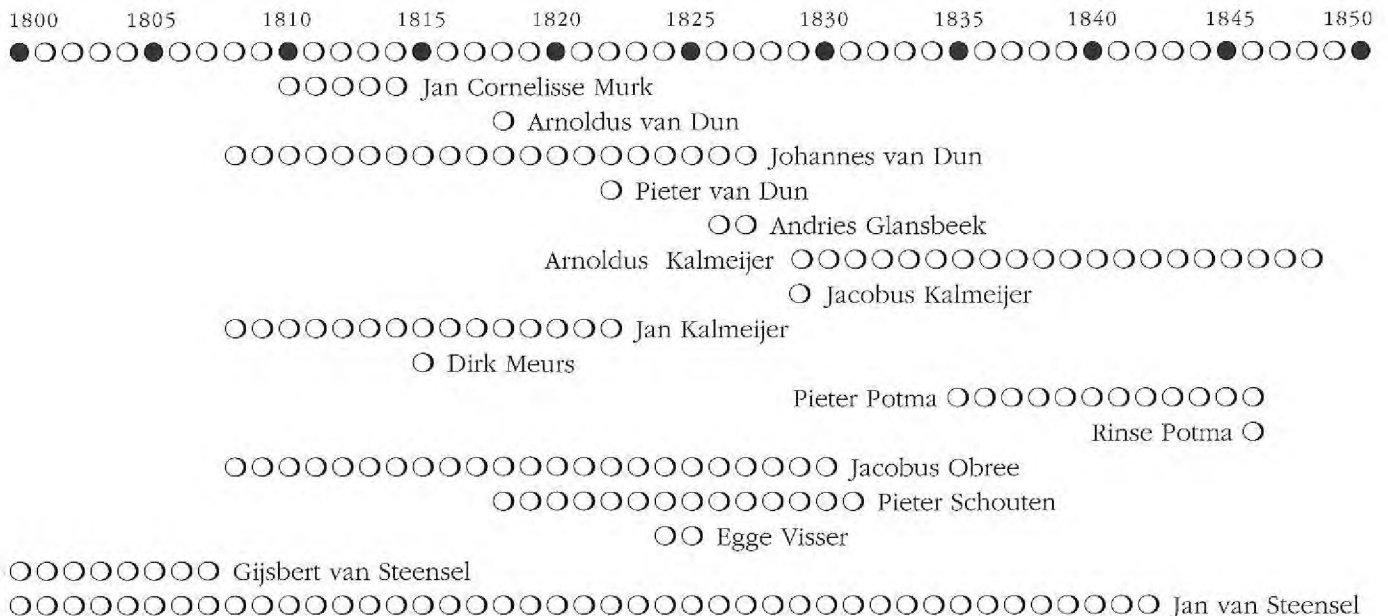 1800 1805 1810 1815 1820 1825 1830 1835 1840 1845 1850
Jan Cornelisse Murk
Arnoldus van Dun
Johannes van Dun
Pieter van Dun
Andries Glansbeek
Arnoldus Kalmeijer
Jacobus Kalmeijer
Jan Kalmeijer
Dirk Meurs
Pieter Potma
Rinse Potma
Jacobus Obree
Pieter Schouten
Egge Visser
Gijsbert van Steensel
Jan van Steensel